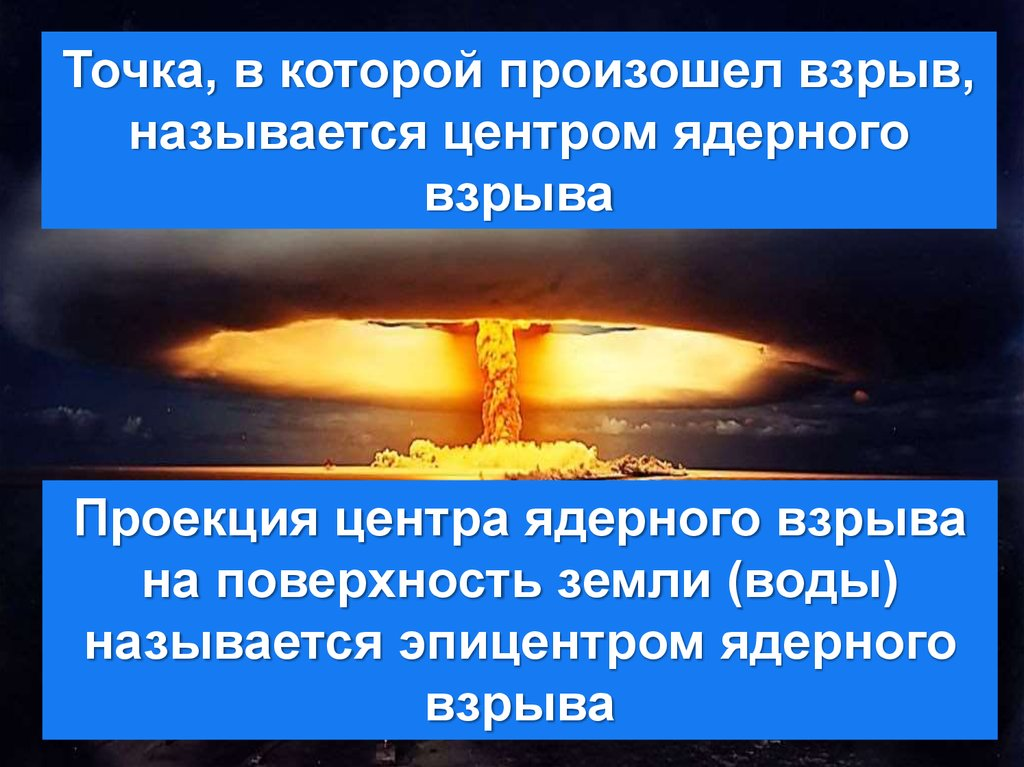 Точка, в которой произошел взрыв,
называется центром ядерного
взрыва
Проекция центра ядерного взрыва
на поверхность земли (воды)
называется эпицентром ядерного
взрыва